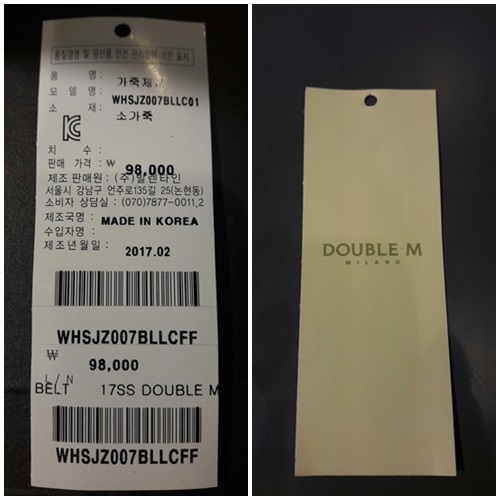 품질경영 및 공산품 안전 관리법에 의한 표시
품 명 : 가죽제품
모 델 명 : WHSJZ007BLLC01
소 재 : 소가죽
치 수 :
판매 가격 : ₩ 98,000
제조 판매원 : (주)발렌타인
서울시 강남구 언주로135길 25(논현동)
소비자 상담실 : (070)7877-0011,2
제조국명 : MADE IN KOREA
수입자명 :
제조년월일 : 2017.02
WHSJZ007BLLCFF
₩ 98,000
L/N
BELT 17SS DOUBLE M
WHSJZ007BLLCFF
DOUBLE·M
MILANO